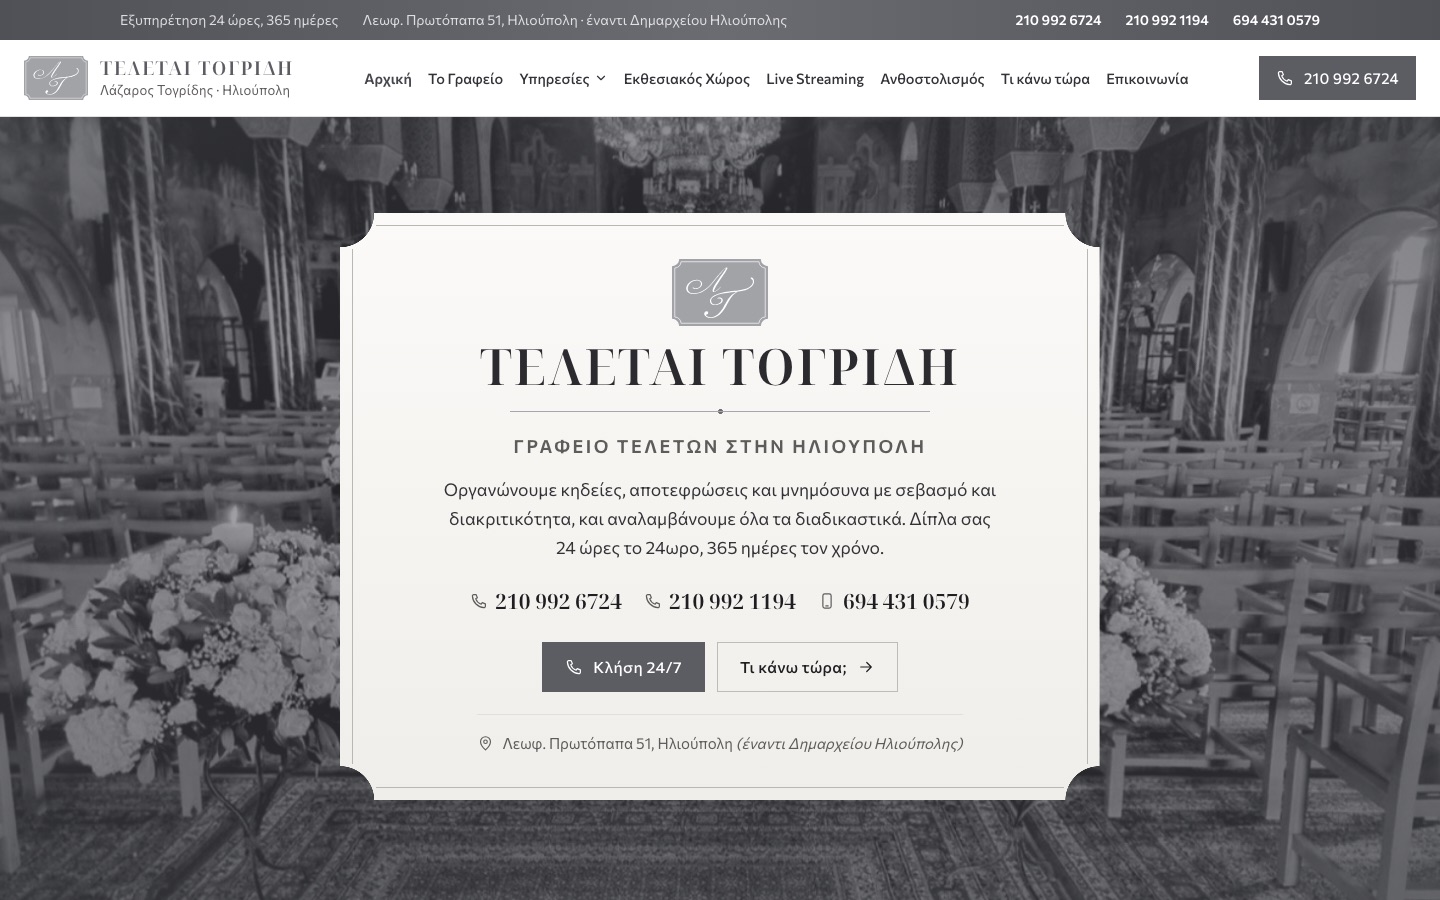 Εξυπηρέτηση 24 ώρες, 365 ημέρες
Λεωφ. Πρωτόπαπα 51, Ηλιούπολη · έναντι Δημαρχείου Ηλιούπολης
210 992 6724
210 992 1194
694 431 0579
ΛΤ
ΤΕΛΕΤΑΙ ΤΟΓΡΙΔΗ
Λάζαρος Τογρίδης · Ηλιούπολη
Αρχική
Το Γραφείο
Υπηρεσίες
Εκθεσιακός Χώρος
Live Streaming
Ανθοστολισμός
Τι κάνω τώρα
Επικοινωνία
210 992 6724
ΛΤ
ΤΕΛΕΤΑΙ ΤΟΓΡΙΔΗ
ΓΡΑΦΕΙΟ ΤΕΛΕΤΩΝ ΣΤΗΝ ΗΛΙΟΥΠΟΛΗ
Οργανώνουμε κηδείες, αποτεφρώσεις και μνημόσυνα με σεβασμό και
διακριτικότητα, και αναλαμβάνουμε όλα τα διαδικαστικά. Δίπλα σας
24 ώρες το 24ωρο, 365 ημέρες τον χρόνο.
210 992 6724
210 992 1194
694 431 0579
Κλήση 24/7
Τι κάνω τώρα;
Λεωφ. Πρωτόπαπα 51, Ηλιούπολη (έναντι Δημαρχείου Ηλιούπολης)